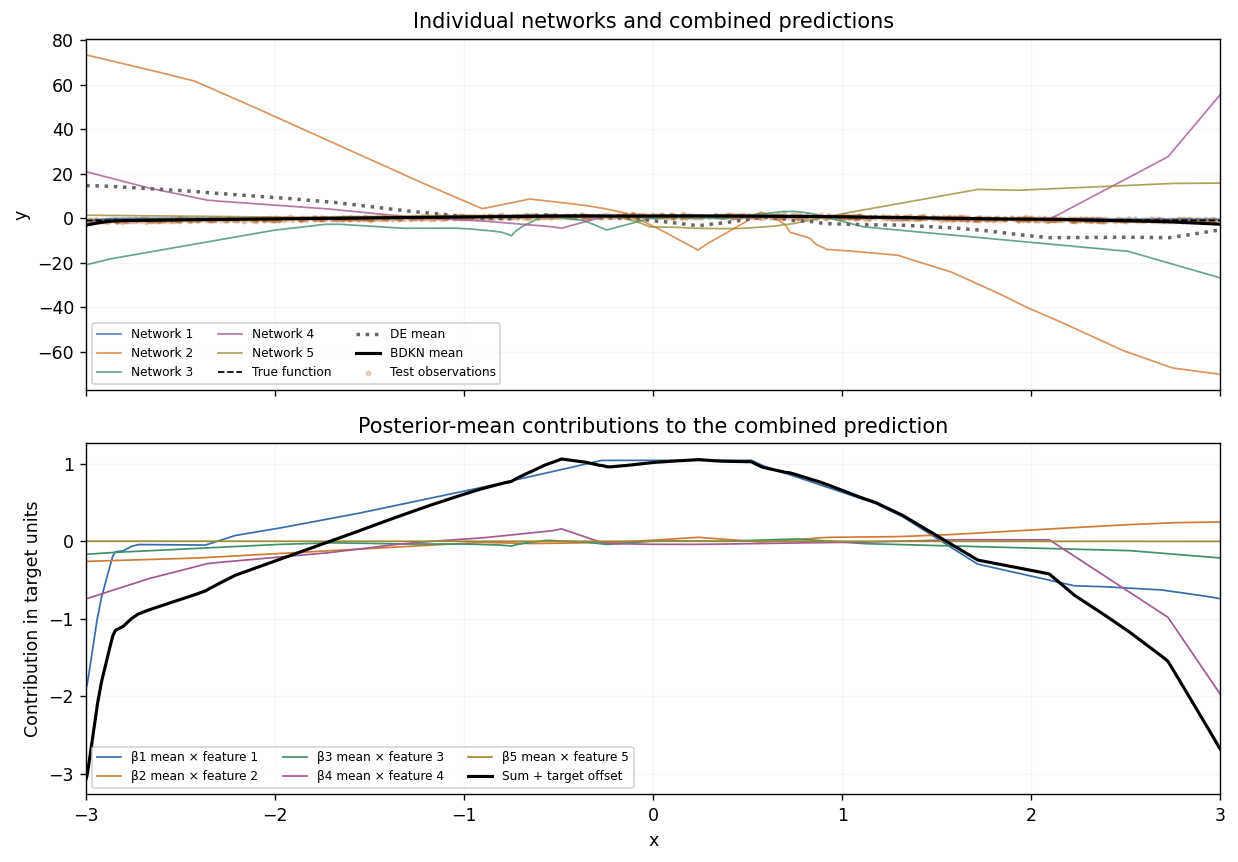 Individual networks and combined predictions
80
60
40
20
0
−20
−40
−60
y
Network 1 Network 4 DE mean
Network 2 Network 5 BDKN mean
Network 3 True function Test observations
Posterior-mean contributions to the combined prediction
1
0
−1
−2
−3
Contribution in target units
β1 mean × feature 1 β3 mean × feature 3 β5 mean × feature 5
β2 mean × feature 2 β4 mean × feature 4 Sum + target offset
−3 −2 −1 0 1 2 3
x